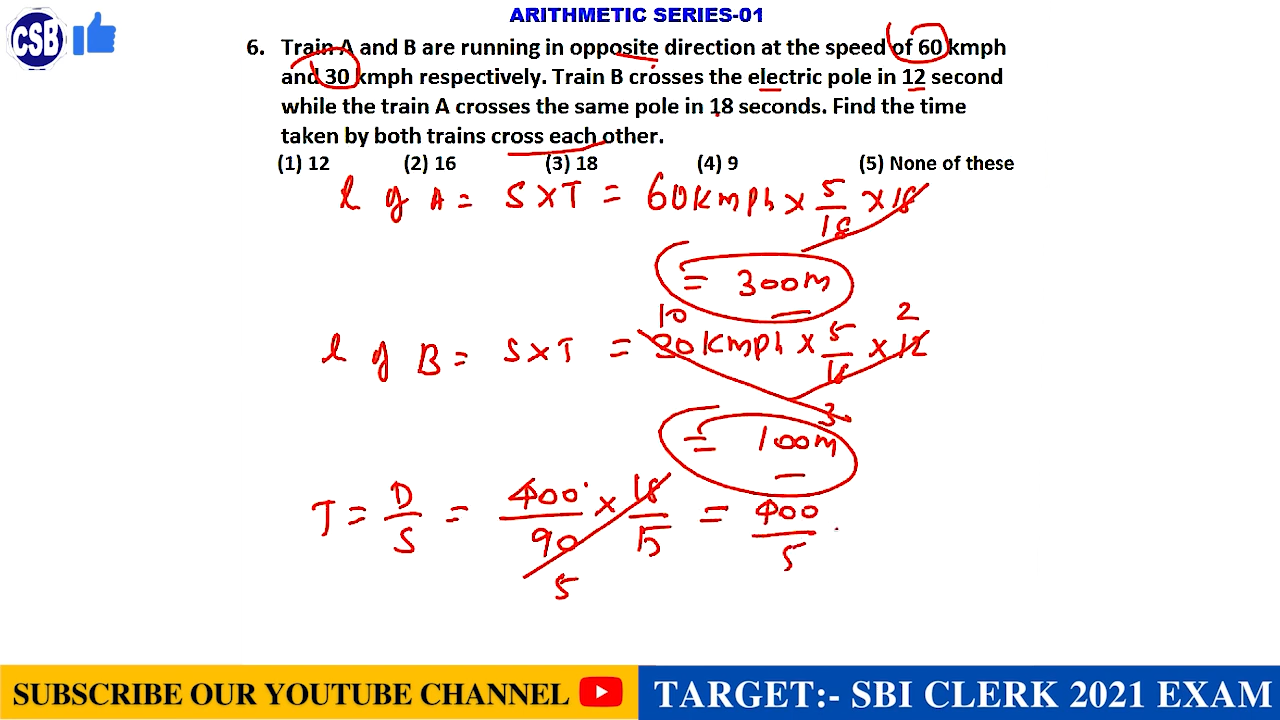 CSB
ARITHMETIC SERIES-01
6. Train A and B are running in opposite direction at the speed of 60 kmph
and 30 kmph respectively. Train B crosses the electric pole in 12 second
while the train A crosses the same pole in 18 seconds. Find the time
taken by both trains cross each other.
(1) 12 (2) 16 (3) 18 (4) 9 (5) None of these
l of A = S×T = 60kmph × 5/18 × 18
= 300m
10 2
l of B = S×T = 30kmph × 5/18 × 12
3
= 100m
T = D/S = 400/90 × 18/5 = 400/5
5
SUBSCRIBE OUR YOUTUBE CHANNEL
TARGET:- SBI CLERK 2021 EXAM